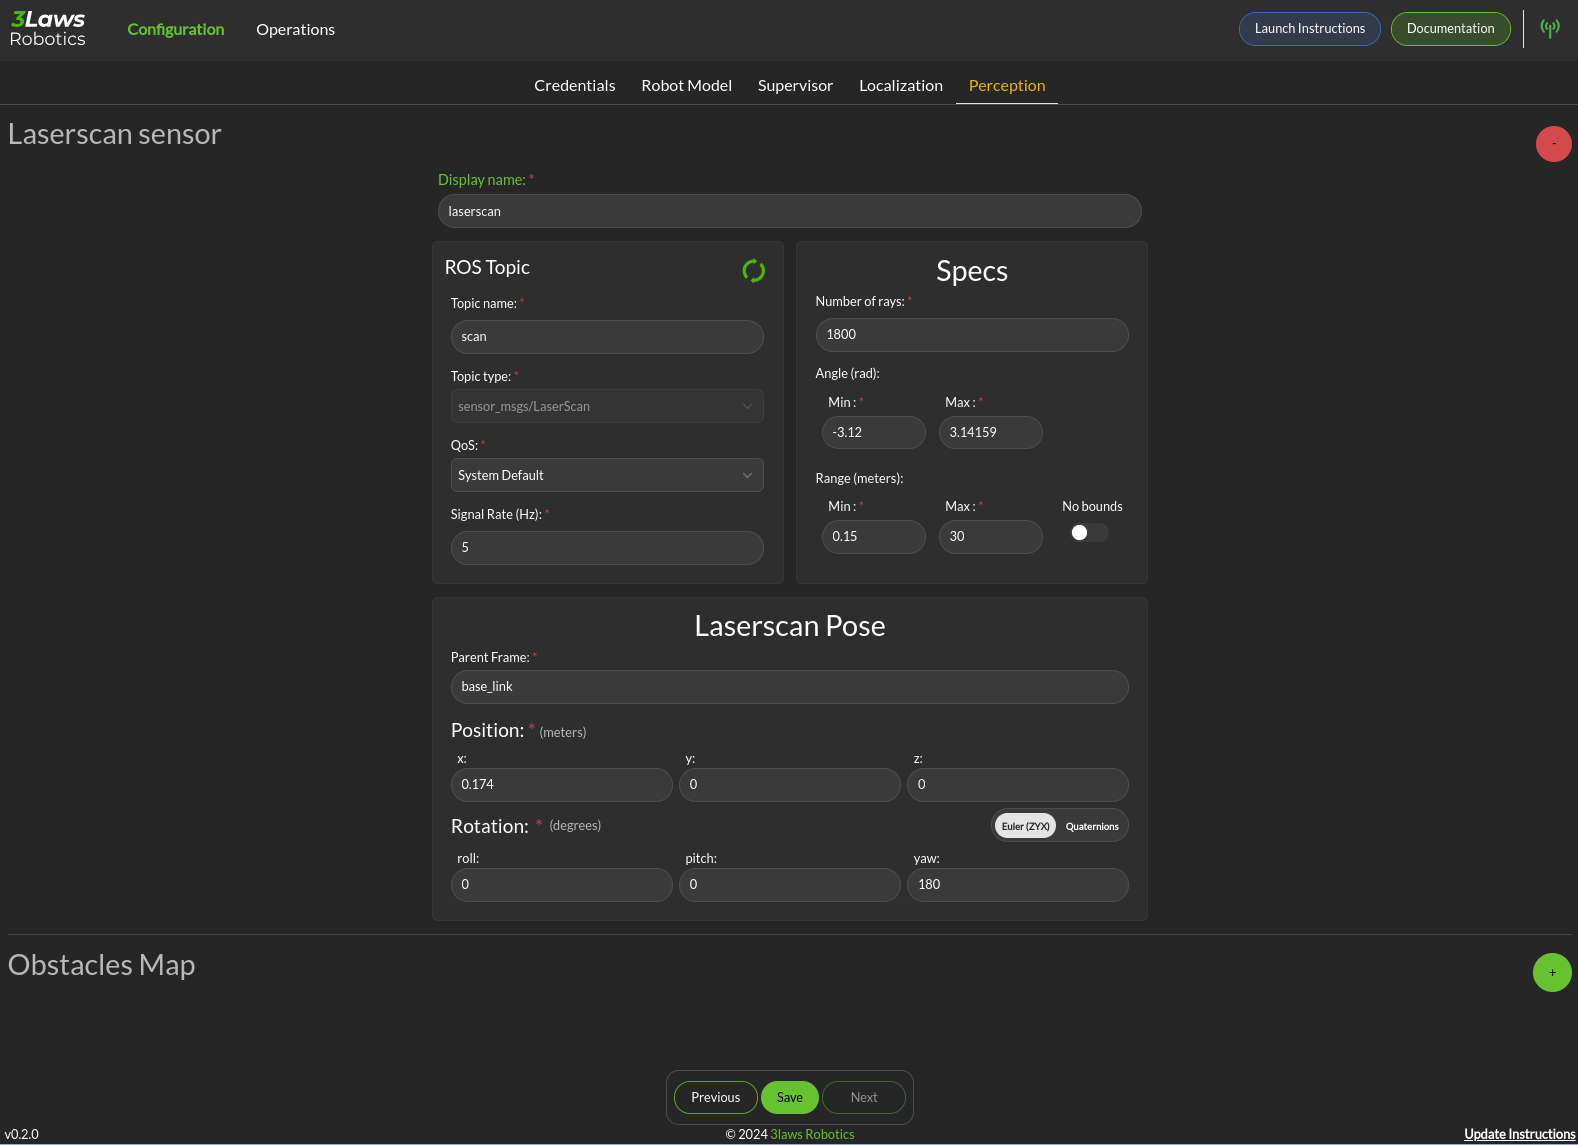 3Laws
Robotics
Configuration
Operations
Launch Instructions
Documentation
Credentials
Robot Model
Supervisor
Localization
Perception
Laserscan sensor
-
Display name: *
laserscan
ROS Topic
Topic name: *
scan
Topic type: *
sensor_msgs/LaserScan
QoS: *
System Default
Signal Rate (Hz): *
5
Specs
Number of rays: *
1800
Angle (rad):
Min : *
Max : *
-3.12
3.14159
Range (meters):
Min : *
Max : *
No bounds
0.15
30
Laserscan Pose
Parent Frame: *
base_link
Position: * (meters)
x:
y:
z:
0.174
0
0
Rotation: * (degrees)
Euler (ZYX)
Quaternions
roll:
pitch:
yaw:
0
0
180
Obstacles Map
+
Previous
Save
Next
v0.2.0
© 2024 3laws Robotics
Update Instructions